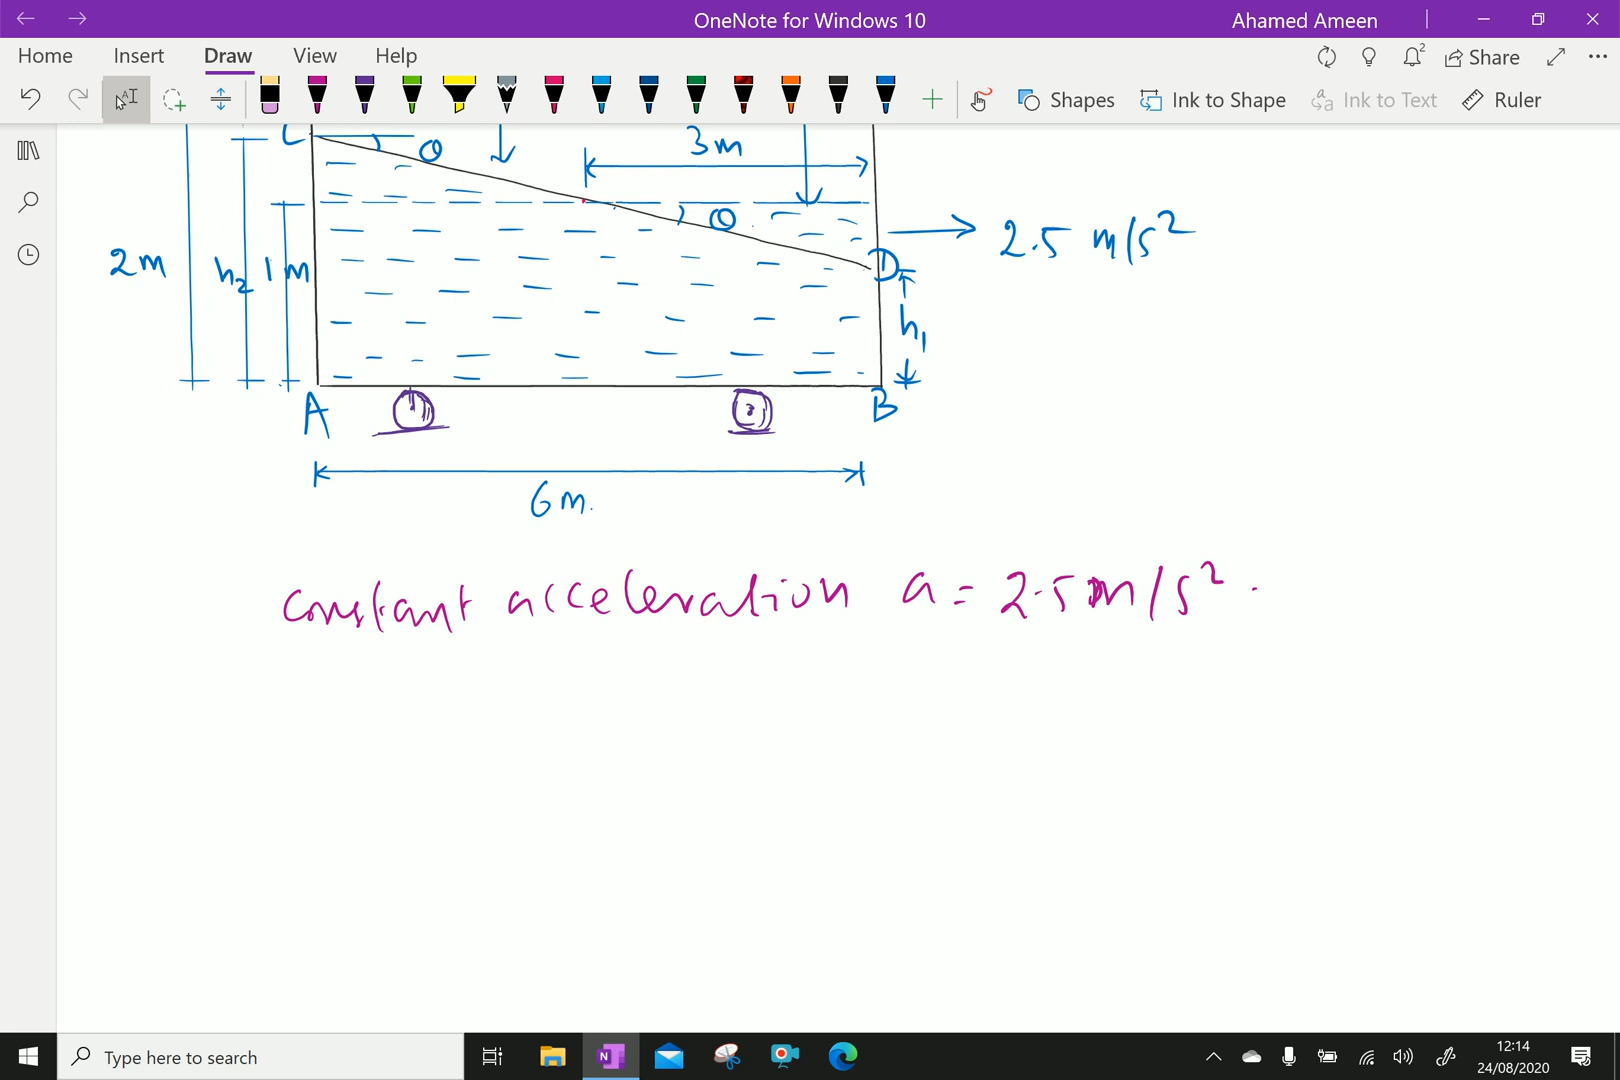 OneNote for Windows 10
Ahamed Ameen
Home Insert Draw View Help
2 Share
Shapes Ink to Shape Ink to Text Ruler
C
θ
3m
θ
2m
h2
1m
D
h1
2.5 m/s²
A
B
6m.
constant acceleration a = 2.5 m/s² .
Type here to search
12:14
24/08/2020